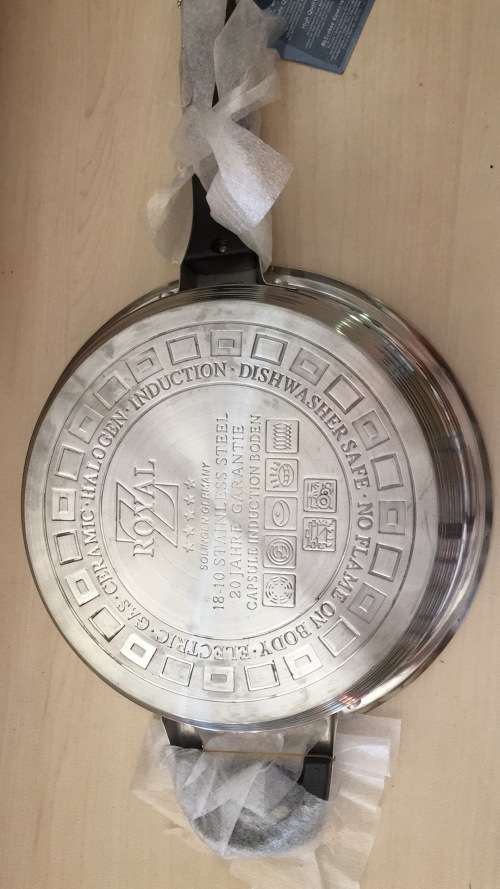 Z
ROYAL
SOLINGEN GERMANY
18-10 STAINLESS STEEL
20 JAHRE GARANTIE
CAPSULE INDUCTION BODEN
ELECTRIC · GAS · CERAMIC · HALOGEN · INDUCTION · DISHWASHER SAFE · NO FLAME ON BODY ·